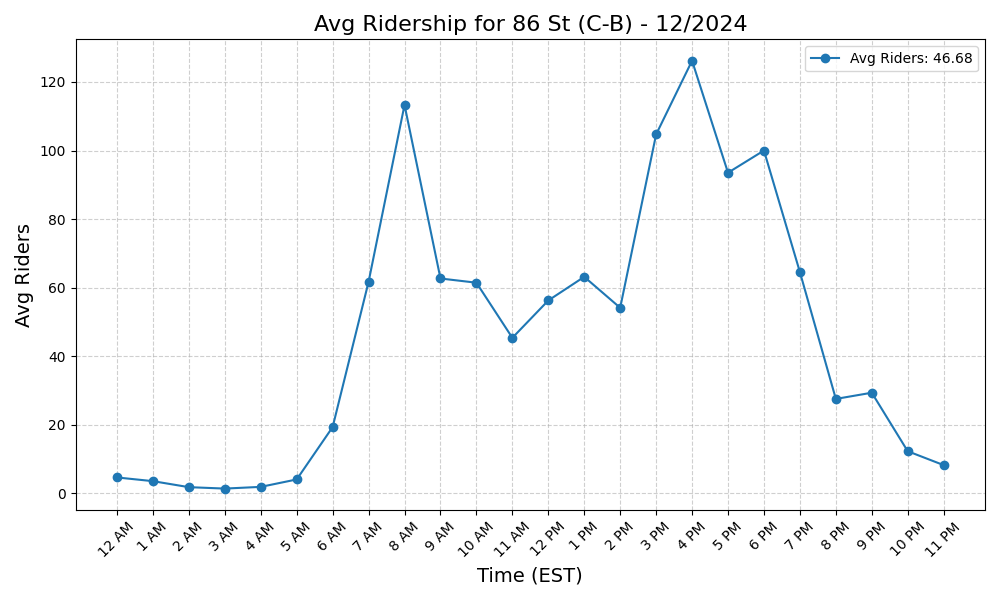 Avg Ridership for 86 St (C-B) - 12/2024
Avg Riders: 46.68
Avg Riders
120
100
80
60
40
20
0
12 AM
1 AM
2 AM
3 AM
4 AM
5 AM
6 AM
7 AM
8 AM
9 AM
10 AM
11 AM
12 PM
1 PM
2 PM
3 PM
4 PM
5 PM
6 PM
7 PM
8 PM
9 PM
10 PM
11 PM
Time (EST)